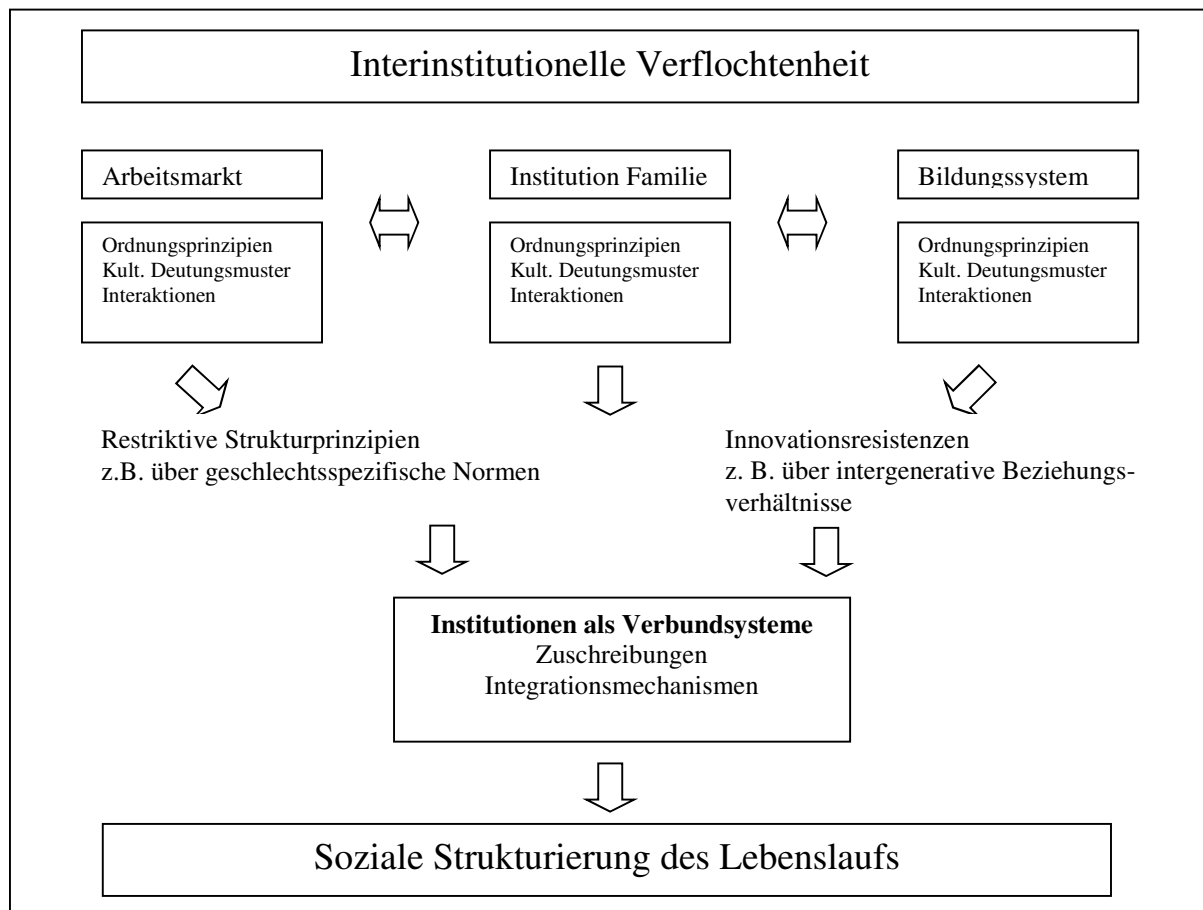 Interinstitutionelle Verflochtenheit
Arbeitsmarkt
Institution Familie
Bildungssystem
Ordnungsprinzipien
Kult. Deutungsmuster
Interaktionen
Ordnungsprinzipien
Kult. Deutungsmuster
Interaktionen
Ordnungsprinzipien
Kult. Deutungsmuster
Interaktionen
Restriktive Strukturprinzipien
z.B. über geschlechtsspezifische Normen
Innovationsresistenzen
z. B. über intergenerative Beziehungs-
verhältnisse
Institutionen als Verbundsysteme
Zuschreibungen
Integrationsmechanismen
Soziale Strukturierung des Lebenslaufs